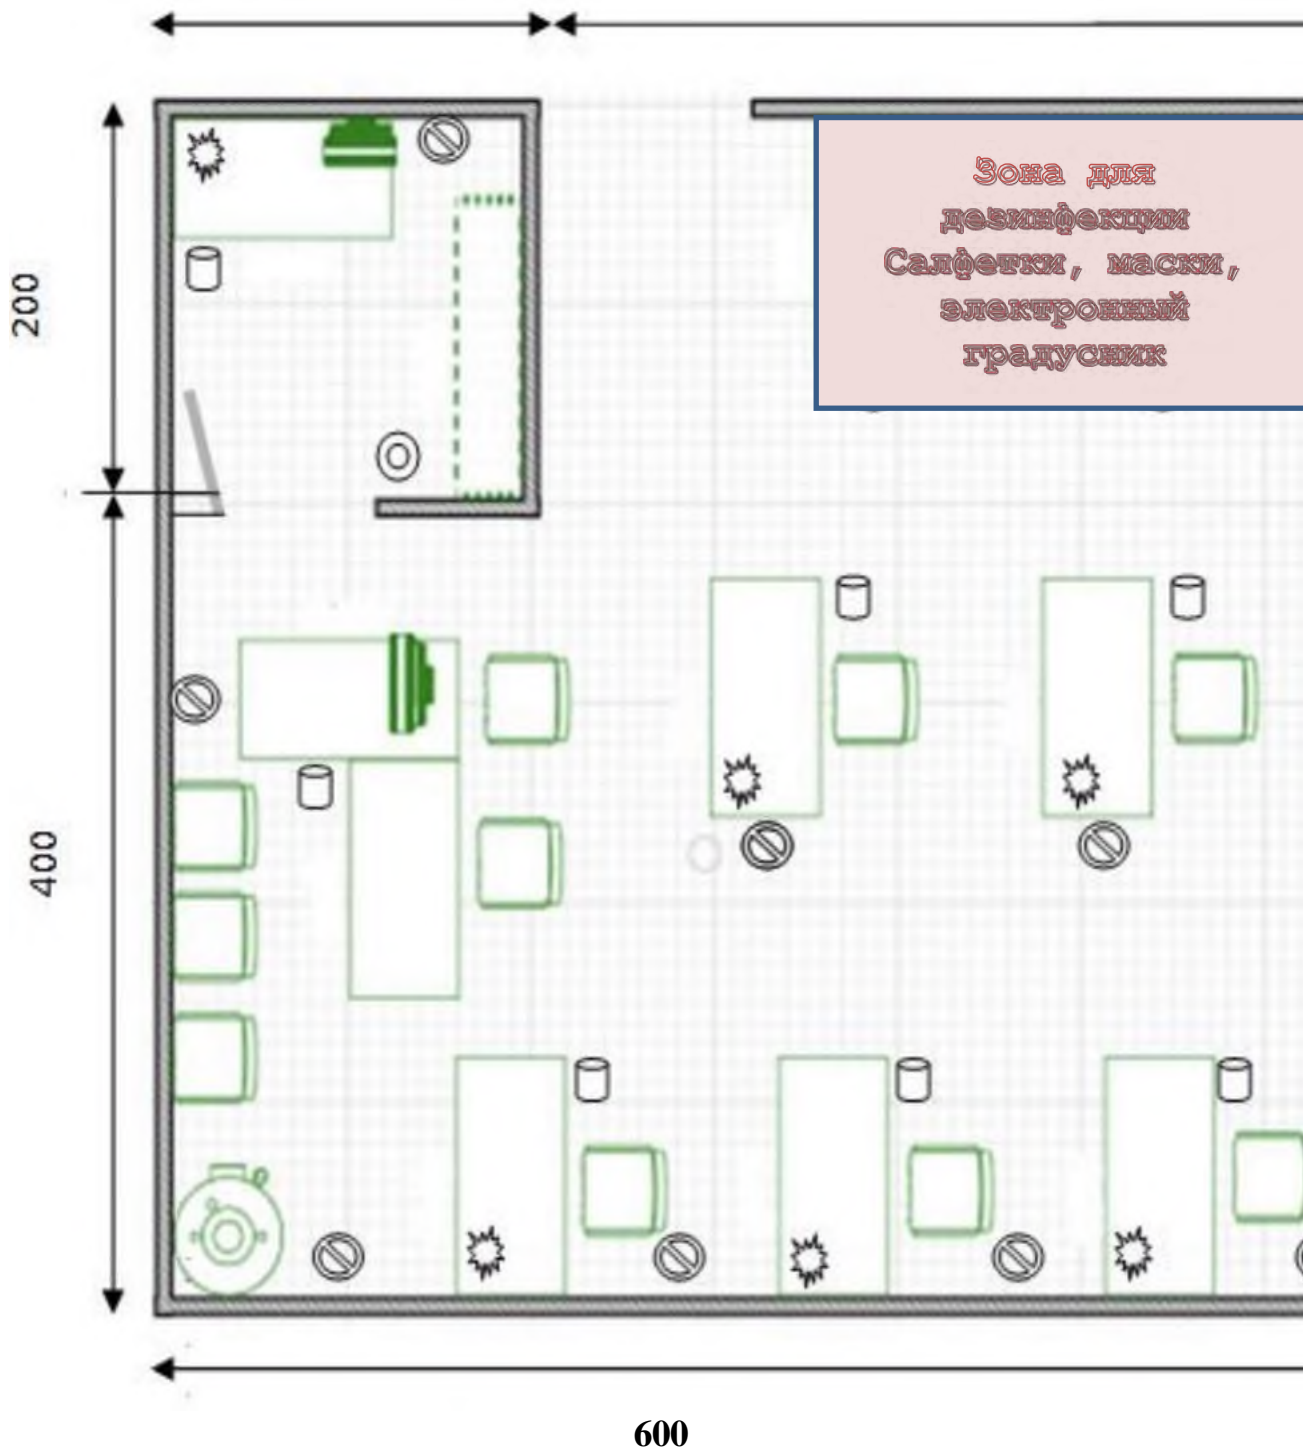 Зона для
дезинфекции
Салфетки, маски,
электронный
градусник
200
400
600